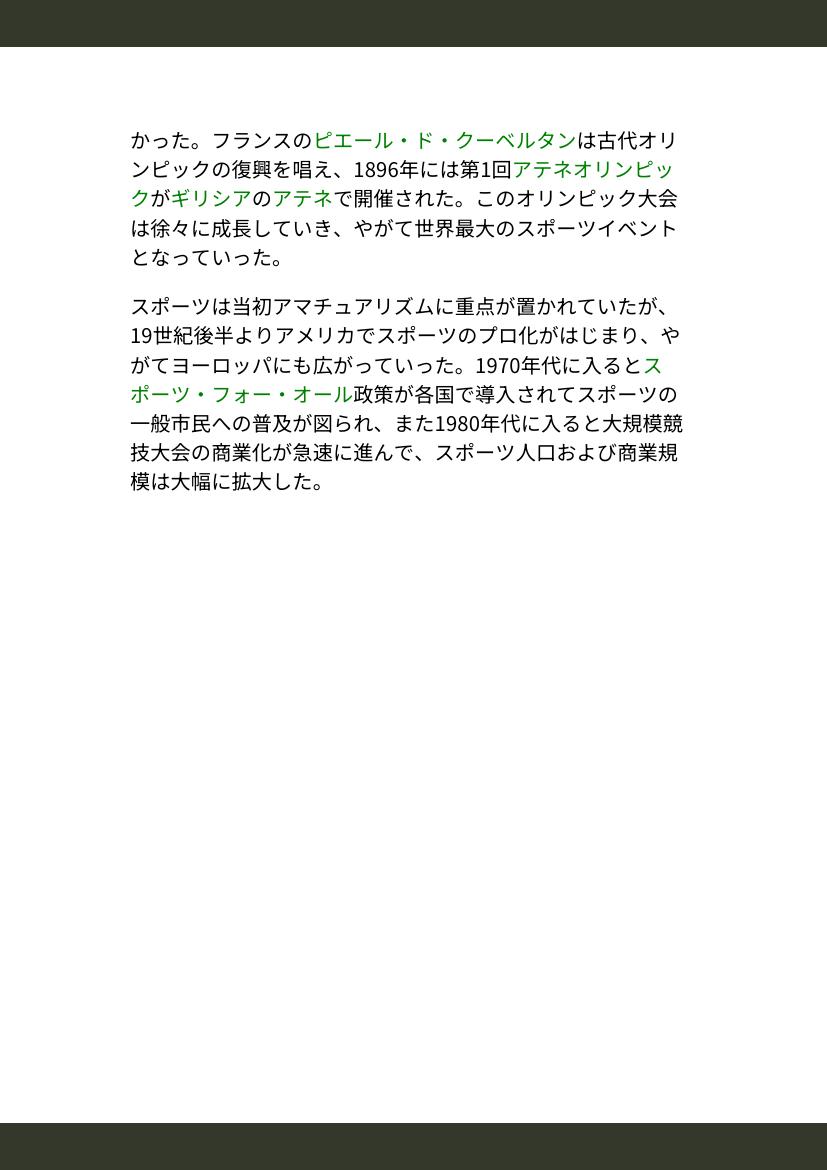 かった。フランスのピエール・ド・クーベルタンは古代オリ
ンピックの復興を唱え、1896年には第1回アテネオリンピッ
クがギリシアのアテネで開催された。このオリンピック大会
は徐々に成長していき、やがて世界最大のスポーツイベント
となっていった。
スポーツは当初アマチュアリズムに重点が置かれていたが、
19世紀後半よりアメリカでスポーツのプロ化がはじまり、や
がてヨーロッパにも広がっていった。1970年代に入るとス
ポーツ・フォー・オール政策が各国で導入されてスポーツの
一般市民への普及が図られ、また1980年代に入ると大規模競
技大会の商業化が急速に進んで、スポーツ人口および商業規
模は大幅に拡大した。